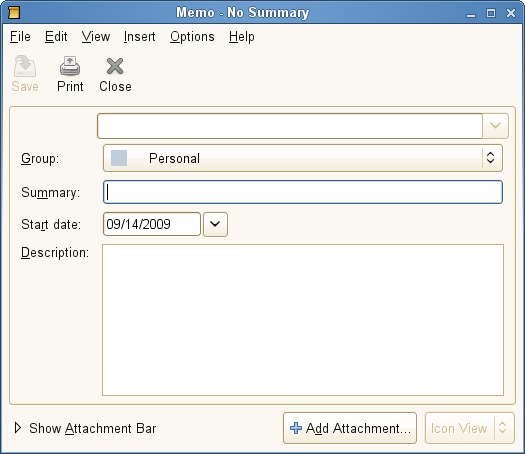 Memo - No Summary
File Edit View Insert Options Help
Save Print Close
Group: Personal
Summary:
Start date: 09/14/2009
Description:
Show Attachment Bar Add Attachment... Icon View